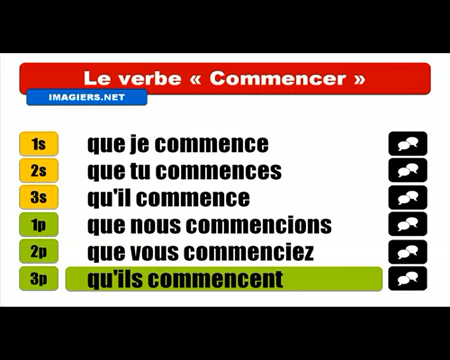 Le verbe « Commencer »
IMAGIERS.NET
1s que je commence
2s que tu commences
3s qu'il commence
1p que nous commencions
2p que vous commenciez
3p qu'ils commencent